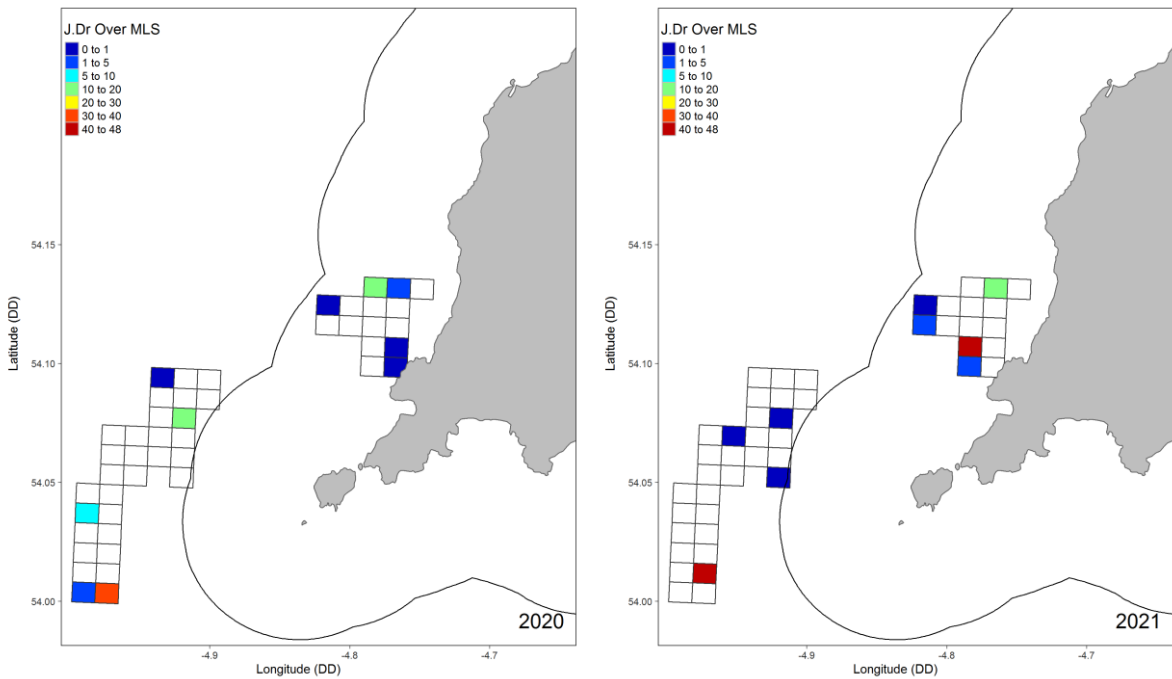 J.Dr Over MLS
0 to 1
1 to 5
5 to 10
10 to 20
20 to 30
30 to 40
40 to 48
54.15
54.10
54.05
54.00
Latitude (DD)
-4.9
-4.8
-4.7
Longitude (DD)
2020
J.Dr Over MLS
0 to 1
1 to 5
5 to 10
10 to 20
20 to 30
30 to 40
40 to 48
54.15
54.10
54.05
54.00
Latitude (DD)
-4.9
-4.8
-4.7
Longitude (DD)
2021